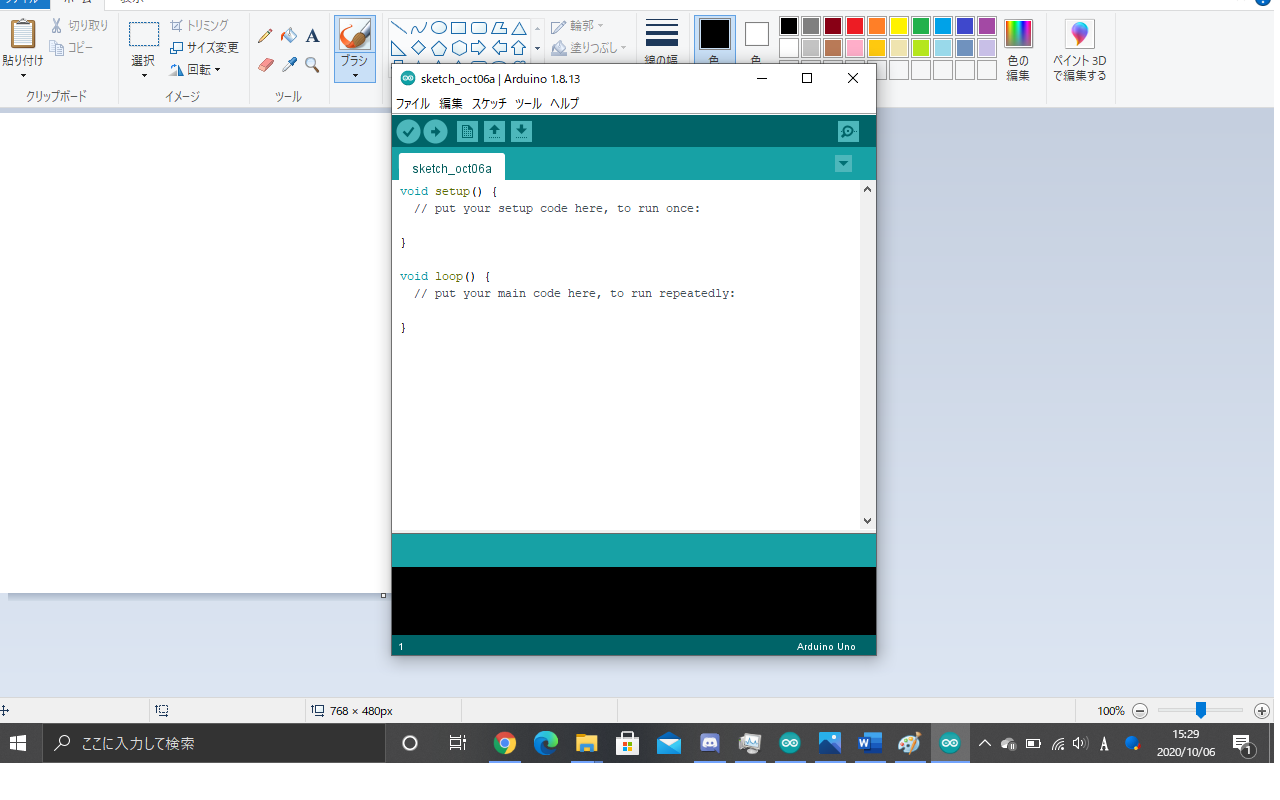 ファイル
ホーム
表示
切り取り
コピー
貼り付け
クリップボード
選択
トリミング
サイズ変更
回転
イメージ
A
ツール
ブラシ
輪郭
塗りつぶし
線の幅
色
色
色の
編集
ペイント 3D
で編集する
sketch_oct06a | Arduino 1.8.13
ファイル 編集 スケッチ ツール ヘルプ
sketch_oct06a
void setup() {
// put your setup code here, to run once:
}
void loop() {
// put your main code here, to run repeatedly:
}
1
Arduino Uno
768 × 480px
100%
ここに入力して検索
A
15:29
2020/10/06
1